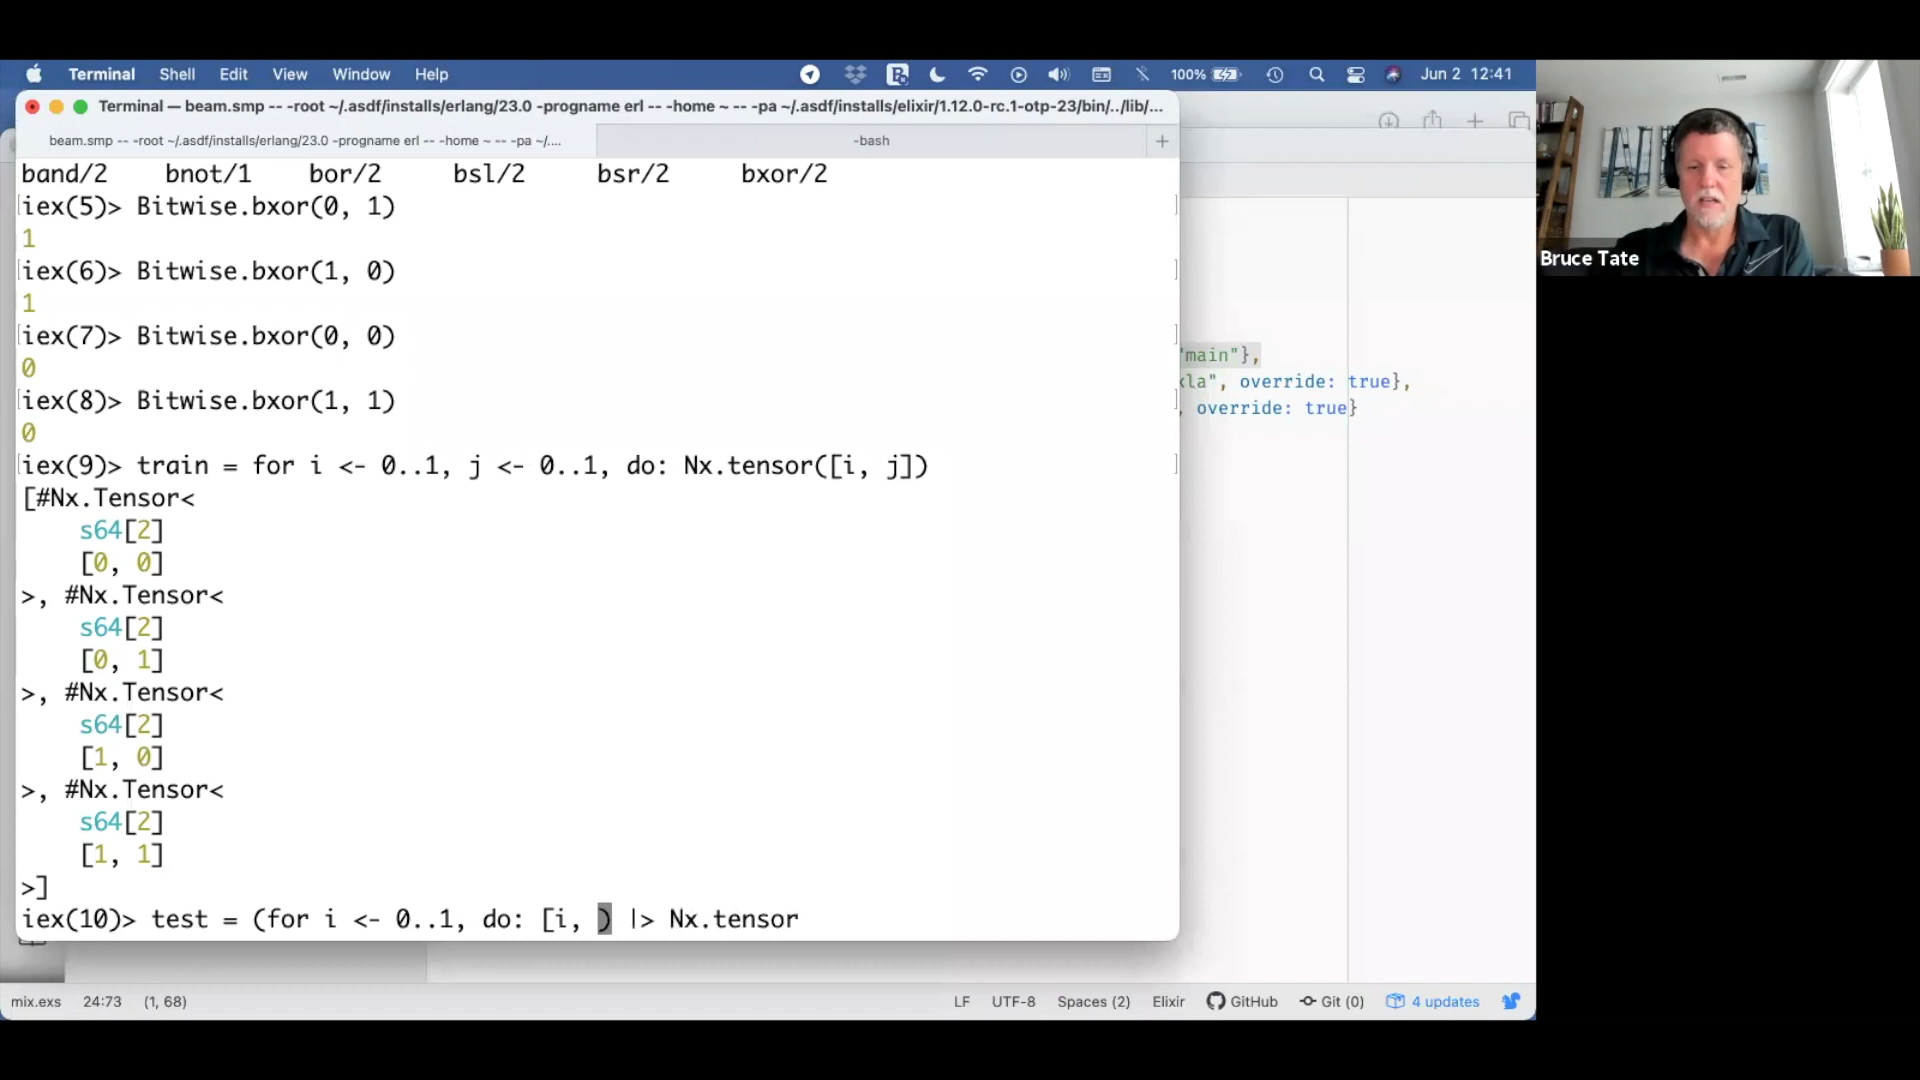 Terminal Shell Edit View Window Help 100% Jun 2 12:41
Terminal — beam.smp -- -root ~/.asdf/installs/erlang/23.0 -progname erl -- -home ~ -- -pa ~/.asdf/installs/elixir/1.12.0-rc.1-otp-23/bin/../lib/...
beam.smp -- -root ~/.asdf/installs/erlang/23.0 -progname erl -- -home ~ -- -pa ~/.... -bash +
band/2 bnot/1 bor/2 bsl/2 bsr/2 bxor/2
iex(5)> Bitwise.bxor(0, 1)
1
iex(6)> Bitwise.bxor(1, 0)
1
iex(7)> Bitwise.bxor(0, 0)
0
iex(8)> Bitwise.bxor(1, 1)
0
iex(9)> train = for i <- 0..1, j <- 0..1, do: Nx.tensor([i, j])
[#Nx.Tensor<
s64[2]
[0, 0]
>, #Nx.Tensor<
s64[2]
[0, 1]
>, #Nx.Tensor<
s64[2]
[1, 0]
>, #Nx.Tensor<
s64[2]
[1, 1]
>]
iex(10)> test = (for i <- 0..1, do: [i, ) |> Nx.tensor
"main"},
xla", override: true},
, override: true}
Bruce Tate
mix.exs 24:73 (1, 68) LF UTF-8 Spaces (2) Elixir GitHub Git (0) 4 updates